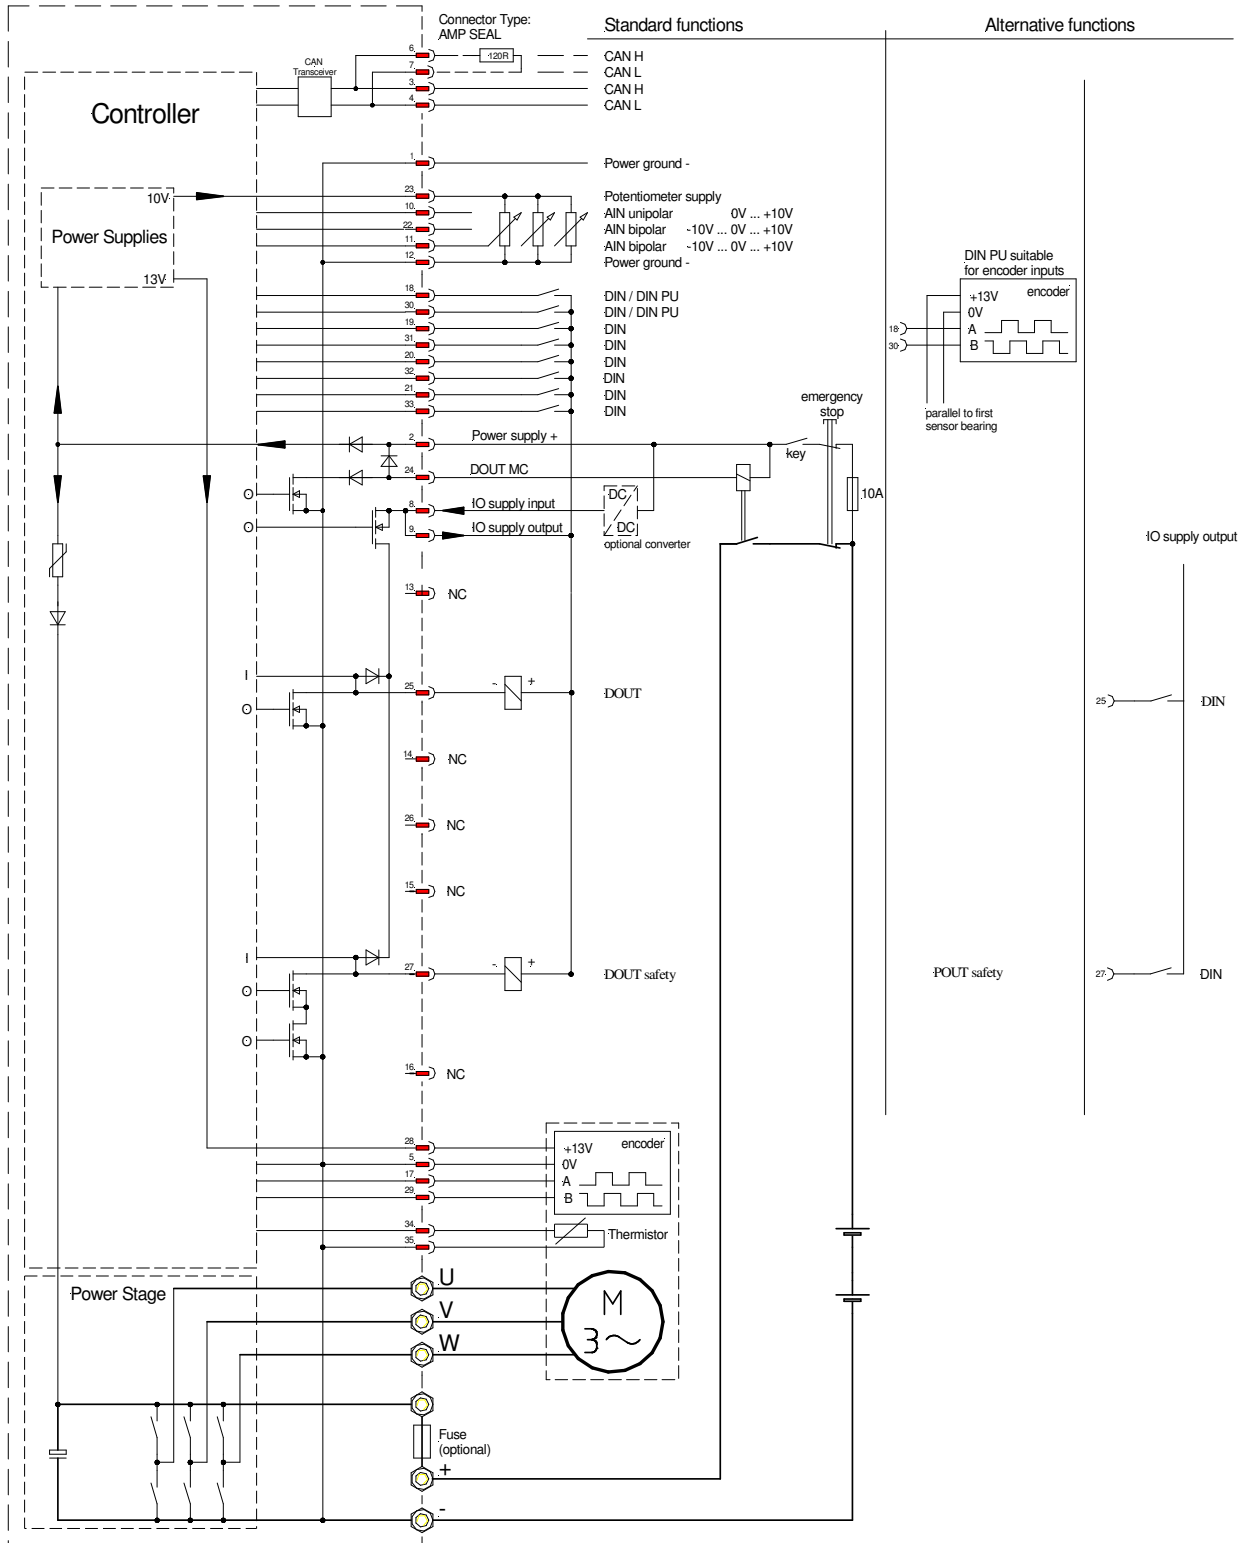 Connector Type:
AMP SEAL
Standard functions
Alternative functions
6
120R
CAN H
CAN
Transceiver
7
CAN L
3
CAN H
4
CAN L
Controller
1
Power ground -
10V
23
Potentiometer supply
10
AIN unipolar 0V ... +10V
Power Supplies
22
AIN bipolar -10V ... 0V ... +10V
11
AIN bipolar -10V ... 0V ... +10V
12
Power ground -
13V
DIN PU suitable
for encoder inputs
18
DIN / DIN PU
+13V
encoder
30
DIN / DIN PU
0V
19
DIN
18
A
31
DIN
30
B
20
DIN
32
DIN
21
DIN
33
DIN
parallel to first
sensor bearing
emergency
stop
2
Power supply +
key
24
DOUT MC
10A
O
8
IO supply input
DC
DC
optional converter
O
9
IO supply output
IO supply output
13
NC
I
25
- +
DOUT
25
DIN
O
14
NC
26
NC
15
NC
I
27
- +
DOUT safety
POUT safety
27
DIN
O
O
16
NC
28
+13V
encoder
5
0V
17
A
29
B
34
Thermistor
35
Power Stage
U
V
W
M
3~
Fuse
(optional)
+
-